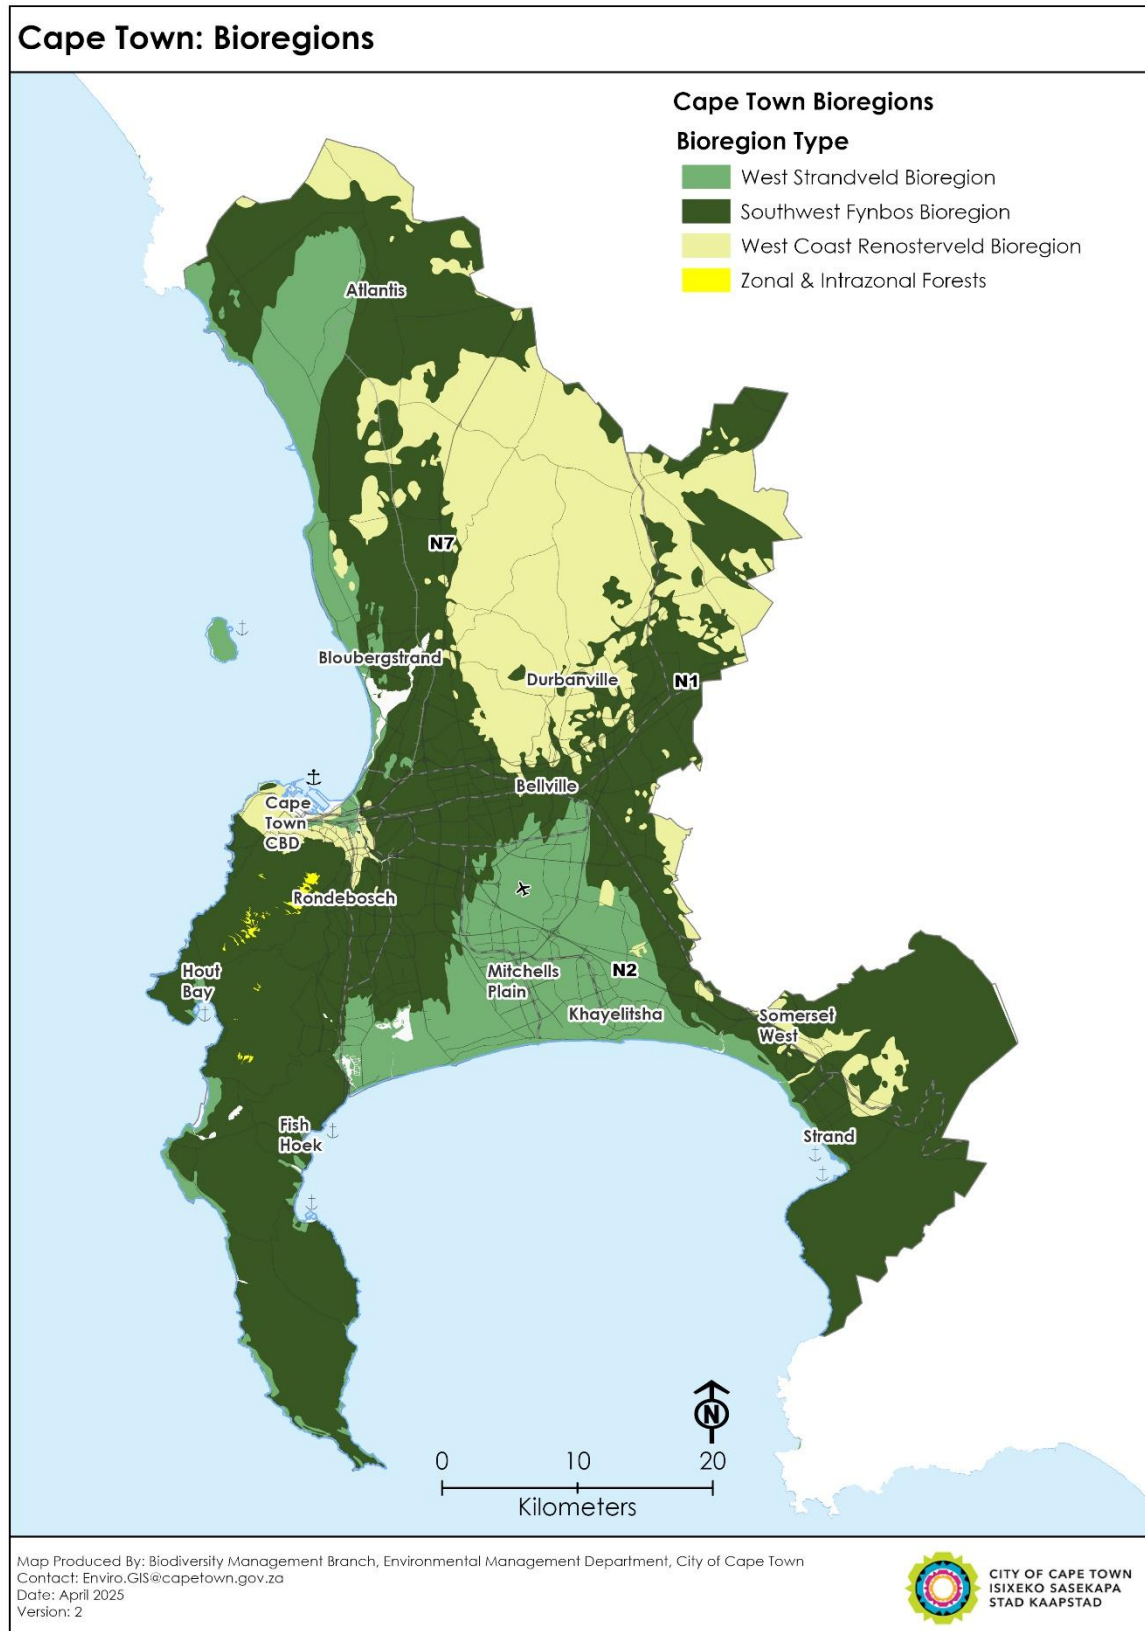 Cape Town: Bioregions
Cape Town Bioregions
Bioregion Type
West Strandveld Bioregion
Southwest Fynbos Bioregion
West Coast Renosterveld Bioregion
Zonal & Intrazonal Forests
Atlantis
N7
Bloubergstrand
Durbanville
N1
Bellville
Cape
Town
CBD
Rondebosch
Hout
Bay
Mitchells
Plain
N2
Khayelitsha
Somerset
West
Fish
Hoek
Strand
N
0 10 20
Kilometers
Map Produced By: Biodiversity Management Branch, Environmental Management Department, City of Cape Town
Contact: Enviro.GIS@capetown.gov.za
Date: April 2025
Version: 2
CITY OF CAPE TOWN
ISIXEKO SASEKAPA
STAD KAAPSTAD